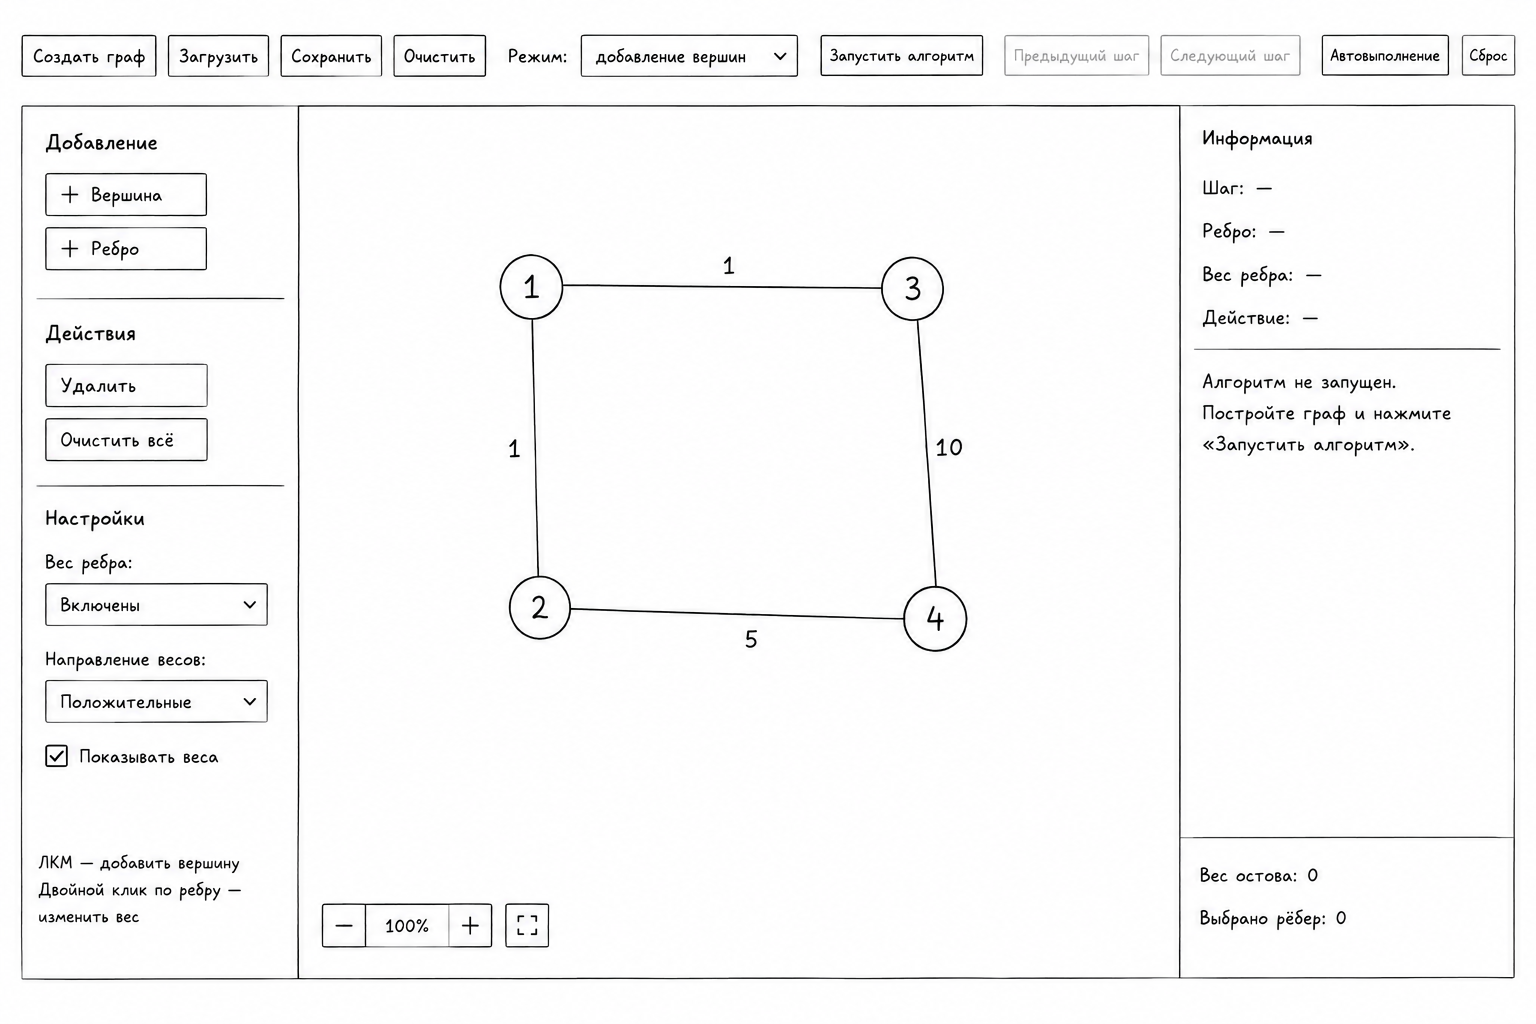 Создать граф
Загрузить
Сохранить
Очистить
Режим:
добавление вершин
Запустить алгоритм
Предыдущий шаг
Следующий шаг
Автовыполнение
Сброс
Добавление
+ Вершина
+ Ребро
Действия
Удалить
Очистить всё
Настройки
Вес ребра:
Включены
Направление весов:
Положительные
Показывать веса
ЛКМ — добавить вершину
Двойной клик по ребру —
изменить вес
1
1
3
1
10
2
5
4
− 100% +
Информация
Шаг: —
Ребро: —
Вес ребра: —
Действие: —
Алгоритм не запущен.
Постройте граф и нажмите
«Запустить алгоритм».
Вес остова: 0
Выбрано рёбер: 0